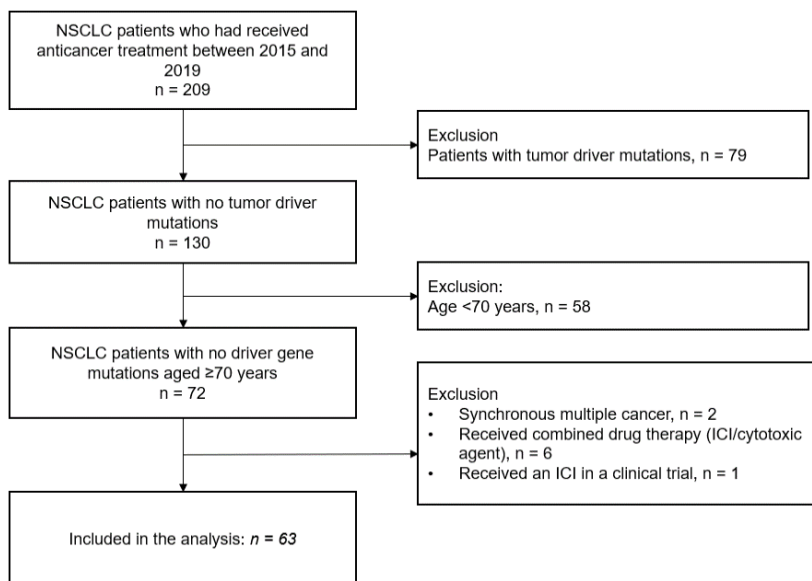 NSCLC patients who had received
anticancer treatment between 2015 and
2019
n = 209
Exclusion
Patients with tumor driver mutations, n = 79
NSCLC patients with no tumor driver
mutations
n = 130
Exclusion:
Age <70 years, n = 58
NSCLC patients with no driver gene
mutations aged ≥70 years
n = 72
Exclusion
• Synchronous multiple cancer, n = 2
• Received combined drug therapy (ICI/cytotoxic
agent), n = 6
• Received an ICI in a clinical trial, n = 1
Included in the analysis: n = 63